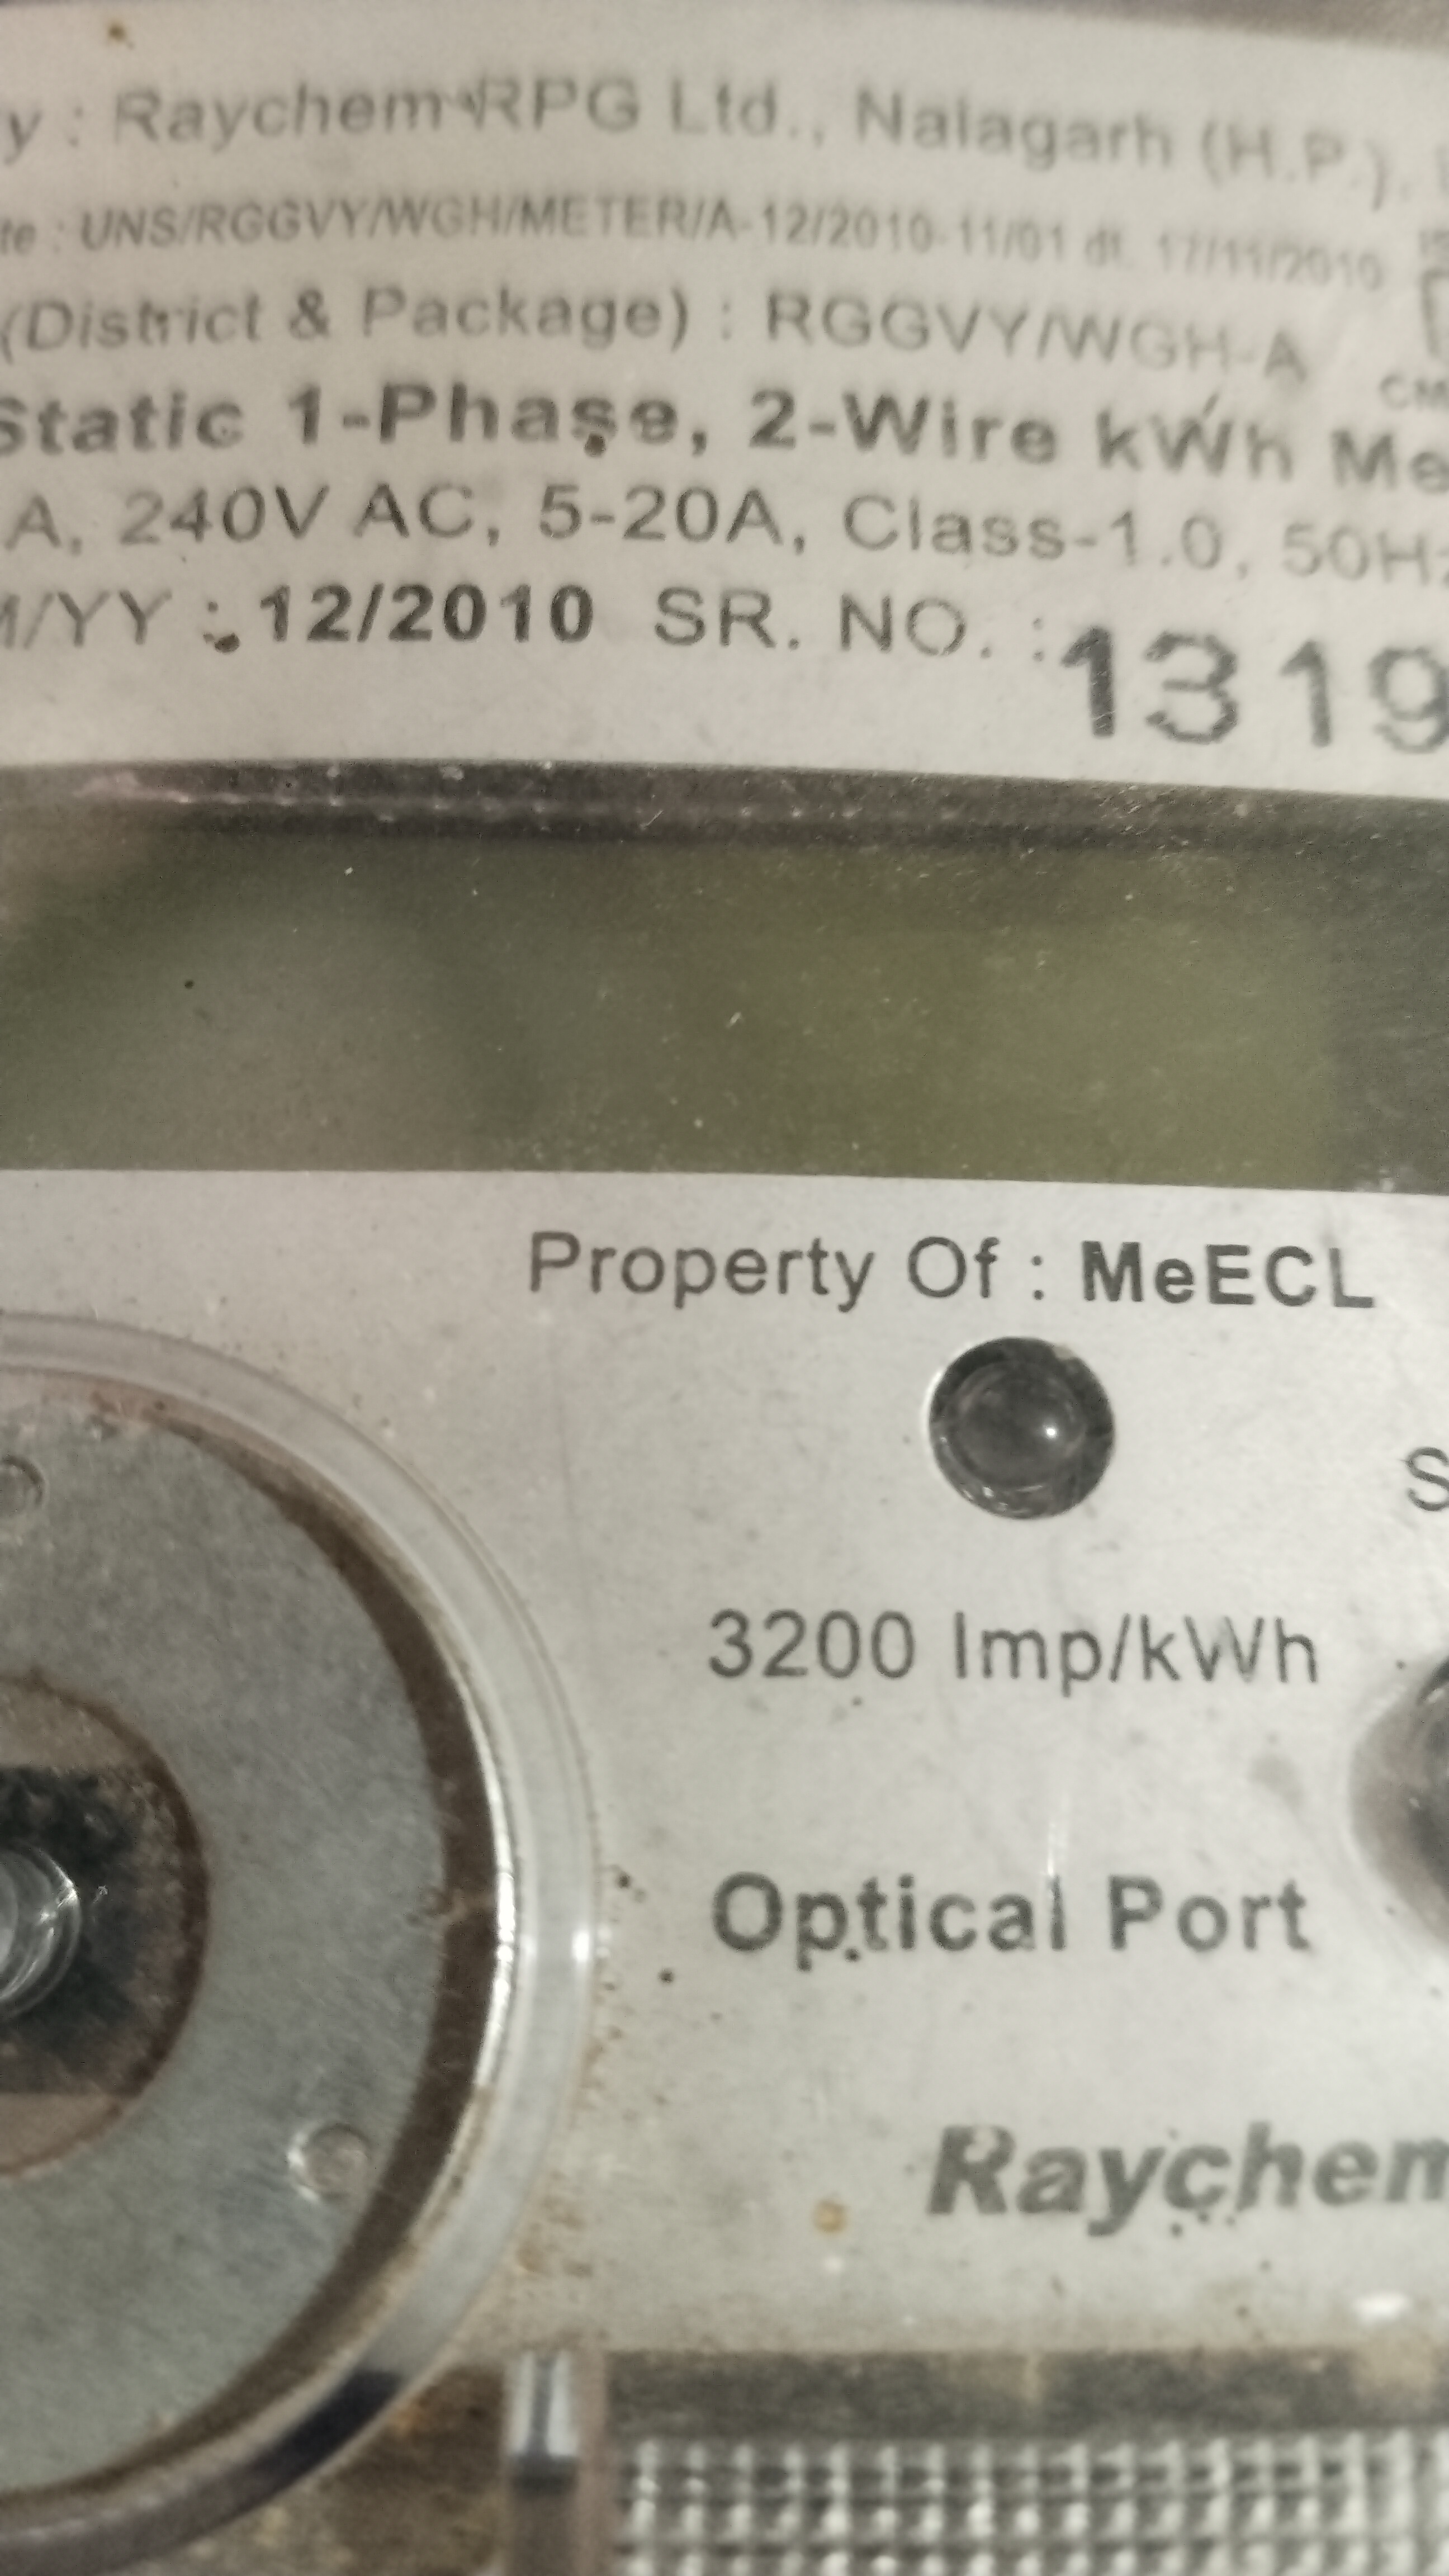 y : Raychem RPG Ltd., Nalagarh (H.P.).
te : UNS/RGGVY/WGH/METER/A-12/2010-11/01 dt. 17/11/2010
(District & Package) : RGGVY/WGH-A
CM
Static 1-Phase, 2-Wire kWh Me
A, 240V AC, 5-20A, Class-1.0, 50Hz
M/YY : 12/2010 SR. NO. : 1319
Property Of : MeECL
S
3200 Imp/kWh
Optical Port
Raychem